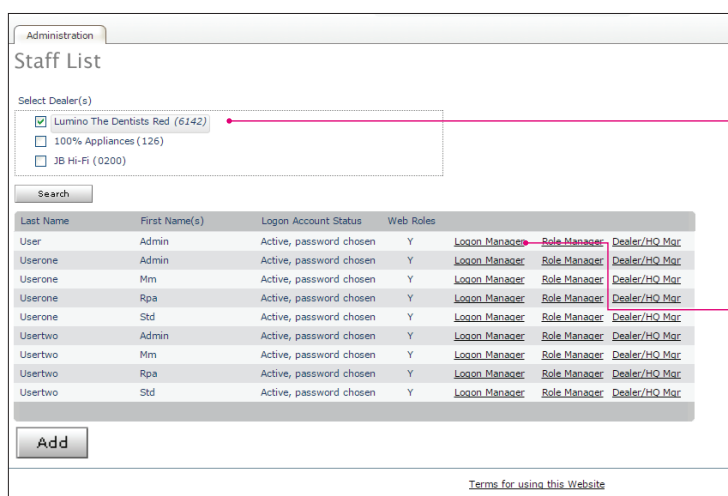 Administration
Staff List
Select Dealer(s)
Lumino The Dentists Red (6142)
100% Appliances (126)
JB Hi-Fi (0200)
Search
Last Name First Name(s) Logon Account Status Web Roles
User Admin Active, password chosen Y Logon Manager Role Manager Dealer/HQ Mgr
Userone Admin Active, password chosen Y Logon Manager Role Manager Dealer/HQ Mgr
Userone Mm Active, password chosen Y Logon Manager Role Manager Dealer/HQ Mgr
Userone Rpa Active, password chosen Y Logon Manager Role Manager Dealer/HQ Mgr
Userone Std Active, password chosen Y Logon Manager Role Manager Dealer/HQ Mgr
Usertwo Admin Active, password chosen Y Logon Manager Role Manager Dealer/HQ Mgr
Usertwo Mm Active, password chosen Y Logon Manager Role Manager Dealer/HQ Mgr
Usertwo Rpa Active, password chosen Y Logon Manager Role Manager Dealer/HQ Mgr
Usertwo Std Active, password chosen Y Logon Manager Role Manager Dealer/HQ Mgr
Add
Terms for using this Website